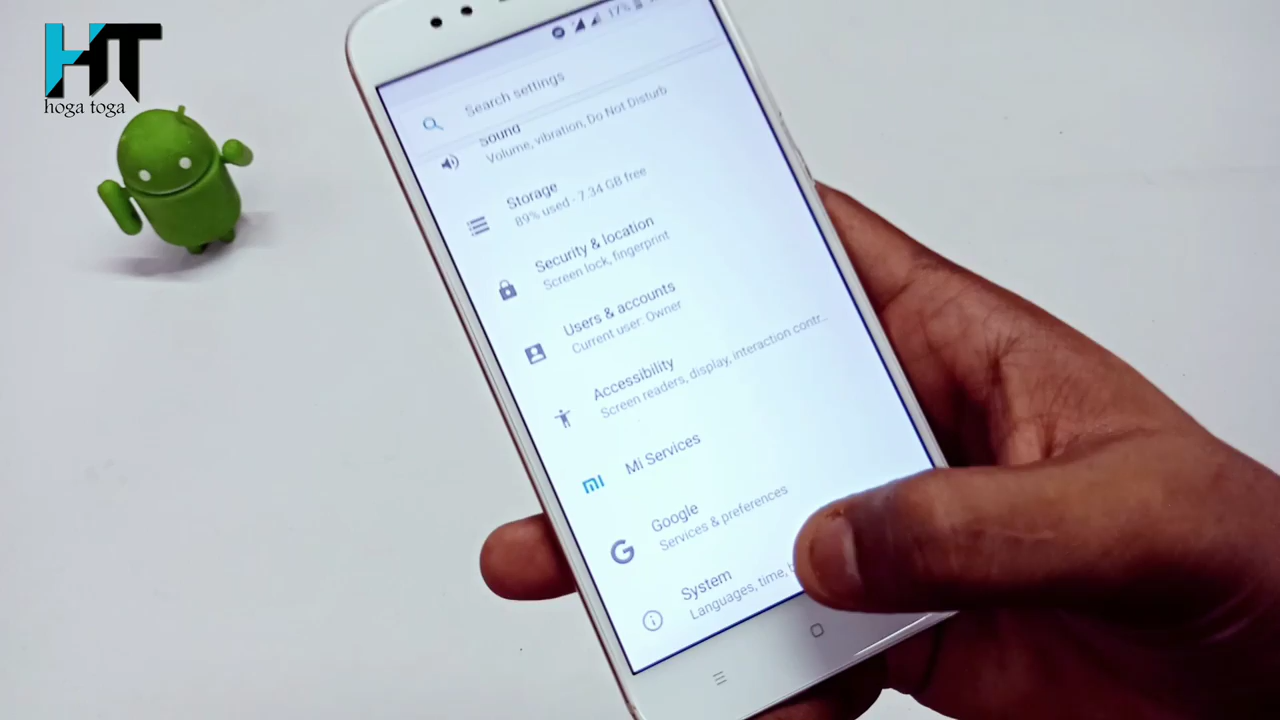 HT
hoga toga
17%
Search settings
Sound
Volume, vibration, Do Not Disturb
Storage
89% used - 7.34 GB free
Security & location
Screen lock, fingerprint
Users & accounts
Current user: Owner
Accessibility
Screen readers, display, interaction contr...
MI
Mi Services
G
Google
Services & preferences
System
Languages, time,